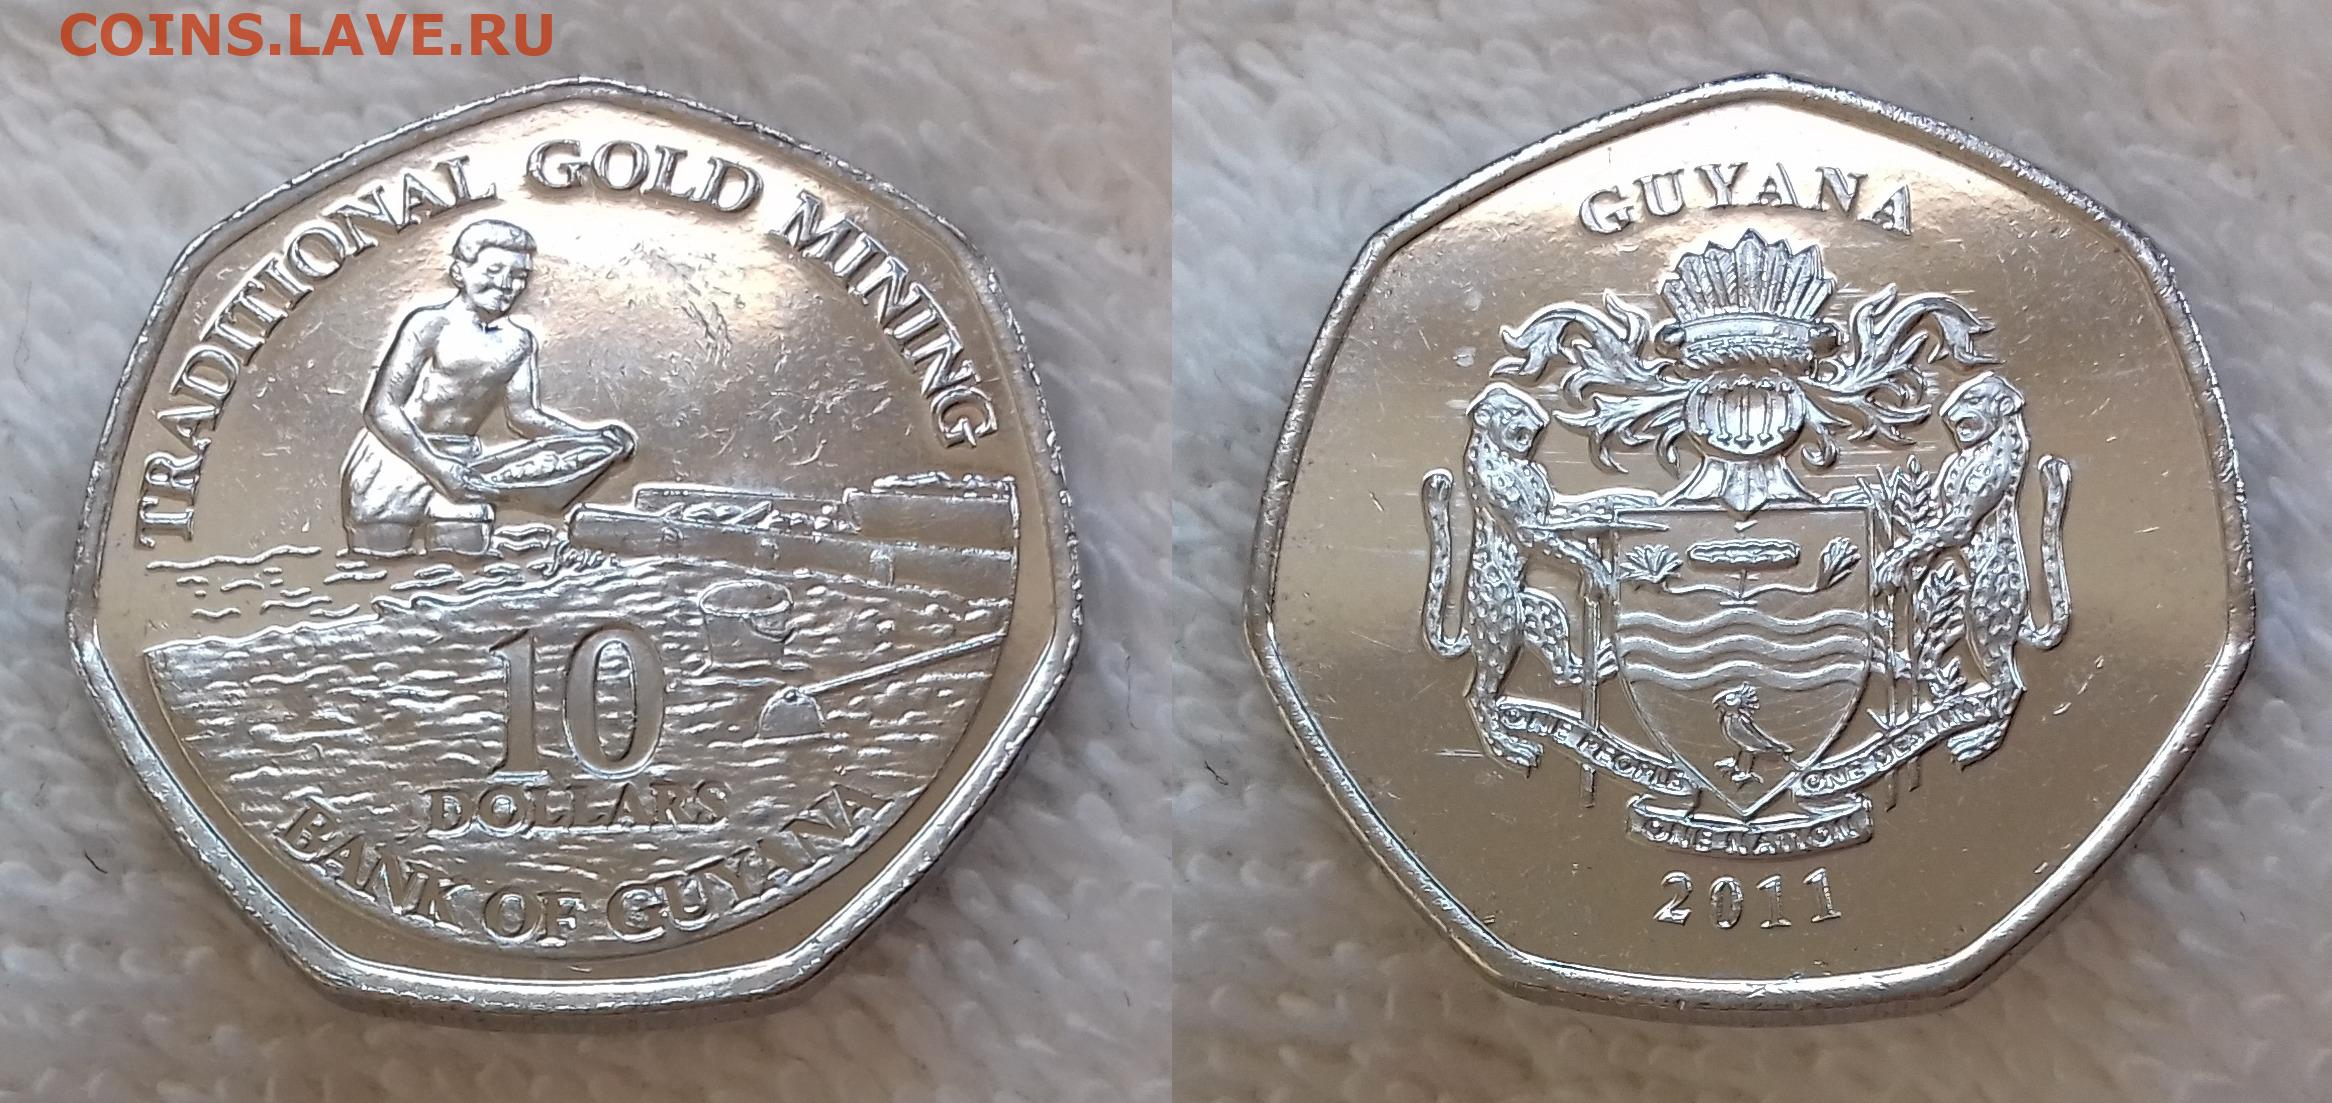 COINS.LAVE.RU
TRADITIONAL GOLD MINING
10
DOLLARS
BANK OF GUYANA
GUYANA
ONE PEOPLE
ONE NATION
ONE DESTINY
2011